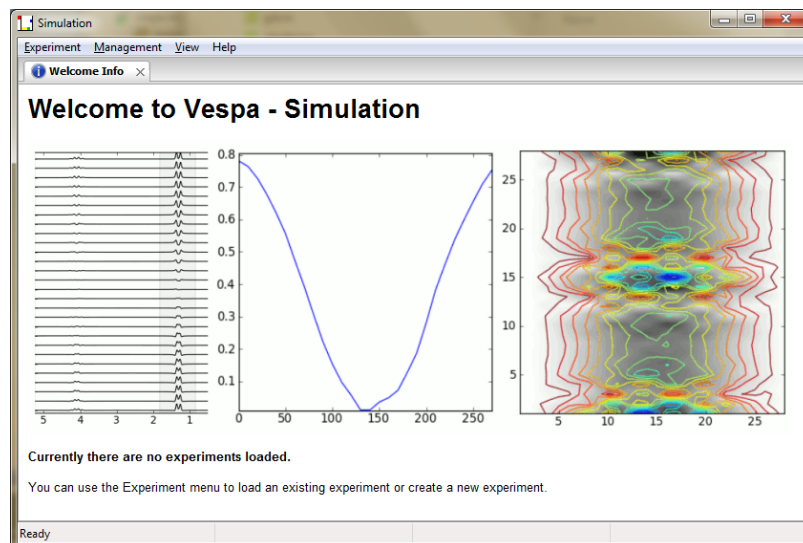 Simulation
Experiment Management View Help
Welcome Info
Welcome to Vespa - Simulation
5 4 3 2 1
0.8
0.7
0.6
0.5
0.4
0.3
0.2
0.1
0 50 100 150 200 250
25
20
15
10
5
5 10 15 20 25
Currently there are no experiments loaded.
You can use the Experiment menu to load an existing experiment or create a new experiment.
Ready